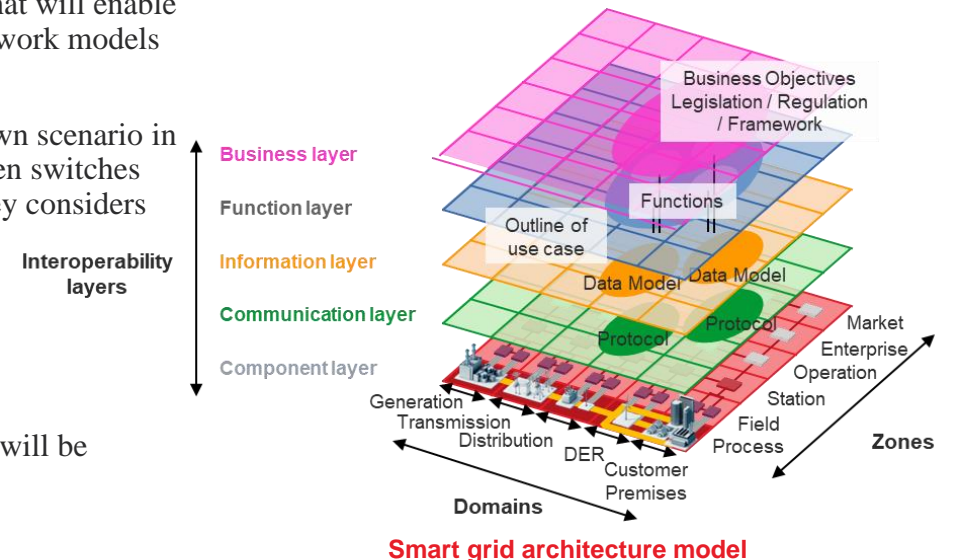 hat will enable
work models
wn scenario in
en switches
ey considers
will be
Business Objectives
Legislation / Regulation
/ Framework
Business layer
Function layer
Functions
Outline of
use case
Interoperability
layers
Information layer
Data Model
Data Model
Communication layer
Protocol
Protocol
Component layer
Market
Enterprise
Operation
Station
Field
Process
Zones
Generation
Transmission
Distribution
DER
Customer
Premises
Domains
Smart grid architecture model